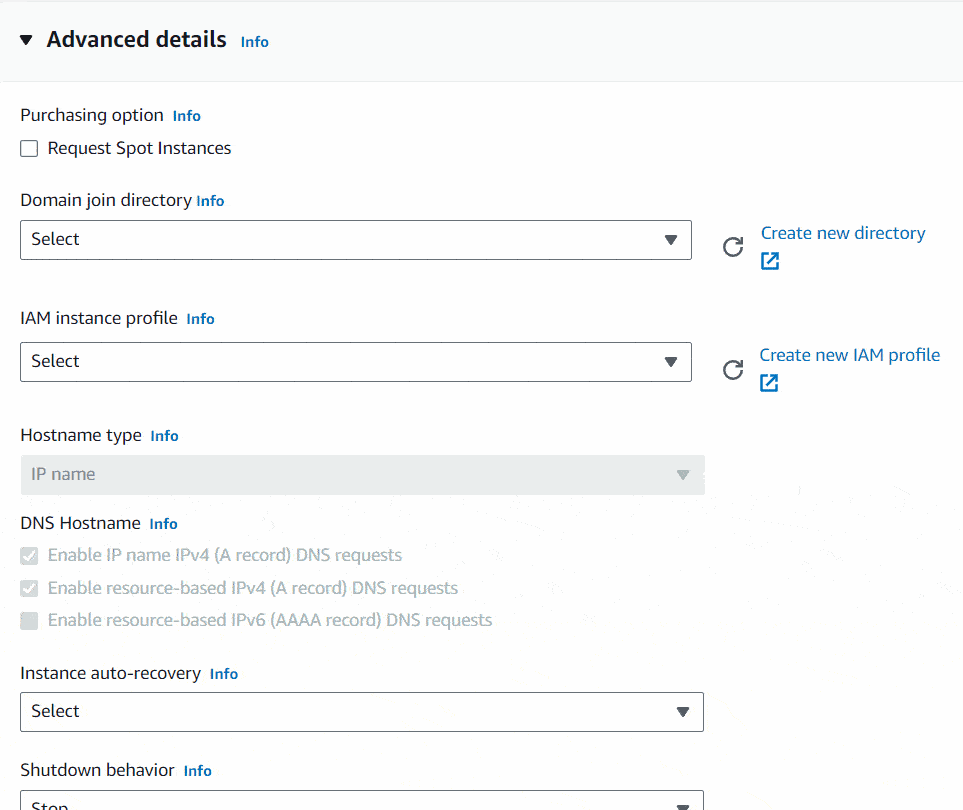 Advanced details Info
Purchasing option Info
Request Spot Instances
Domain join directory Info
Select
Create new directory
IAM instance profile Info
Select
Create new IAM profile
Hostname type Info
IP name
DNS Hostname Info
Enable IP name IPv4 (A record) DNS requests
Enable resource-based IPv4 (A record) DNS requests
Enable resource-based IPv6 (AAAA record) DNS requests
Instance auto-recovery Info
Select
Shutdown behavior Info
Stop